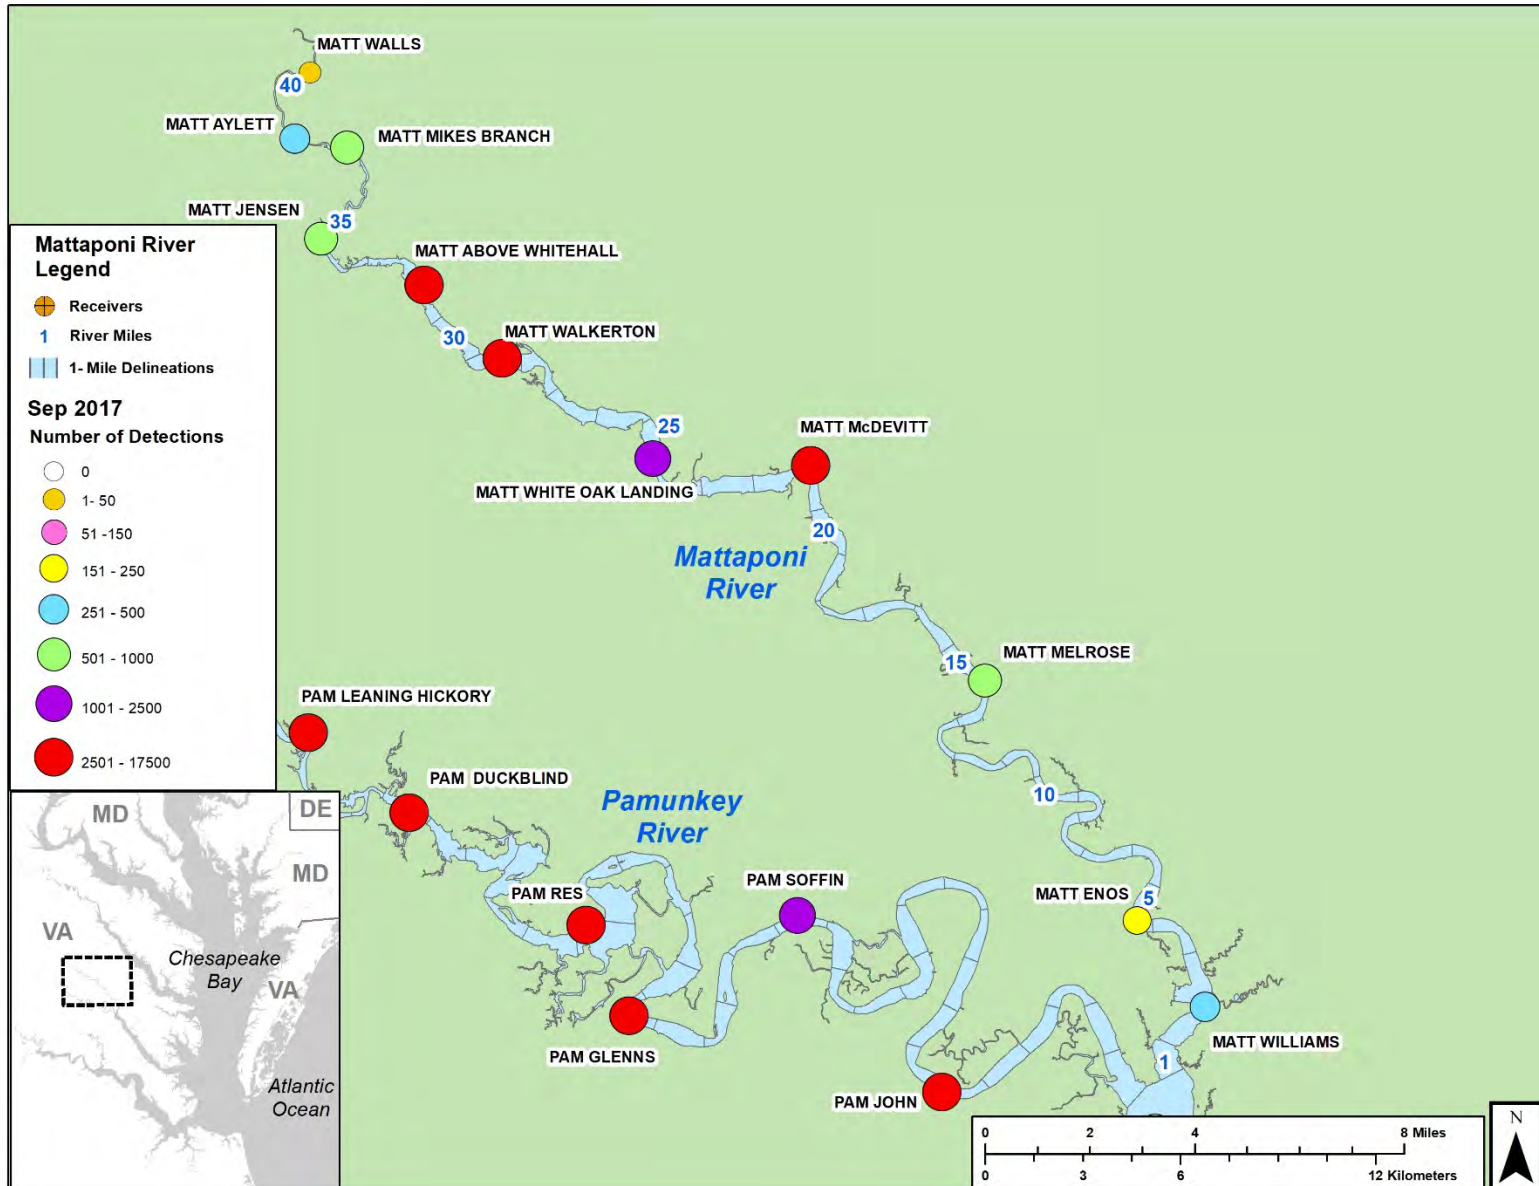 MATT WALLS
40
MATT AYLETT
MATT MIKES BRANCH
MATT JENSEN
35
MATT ABOVE WHITEHALL
30
MATT WALKERTON
25
MATT McDEVITT
MATT WHITE OAK LANDING
20
Mattaponi
River
15
MATT MELROSE
10
MATT ENOS
5
MATT WILLIAMS
1
PAM LEANING HICKORY
PAM DUCKBLIND
Pamunkey
River
PAM RES
PAM SOFFIN
PAM GLENNS
PAM JOHN
Mattaponi River
Legend
Receivers
1 River Miles
1- Mile Delineations
Sep 2017
Number of Detections
0
1- 50
51 -150
151 - 250
251 - 500
501 - 1000
1001 - 2500
2501 - 17500
MD
DE
MD
VA
Chesapeake
Bay
VA
Atlantic
Ocean
0 2 4 8 Miles
0 3 6 12 Kilometers
N